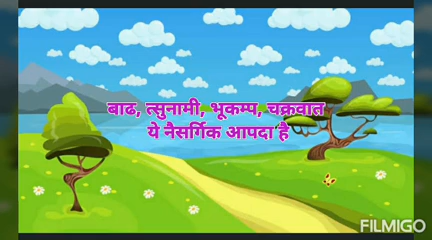 बाढ, त्सुनामी, भूकम्प, चक्रवात
ये नैसर्गिक आपदा है
FILMIGO